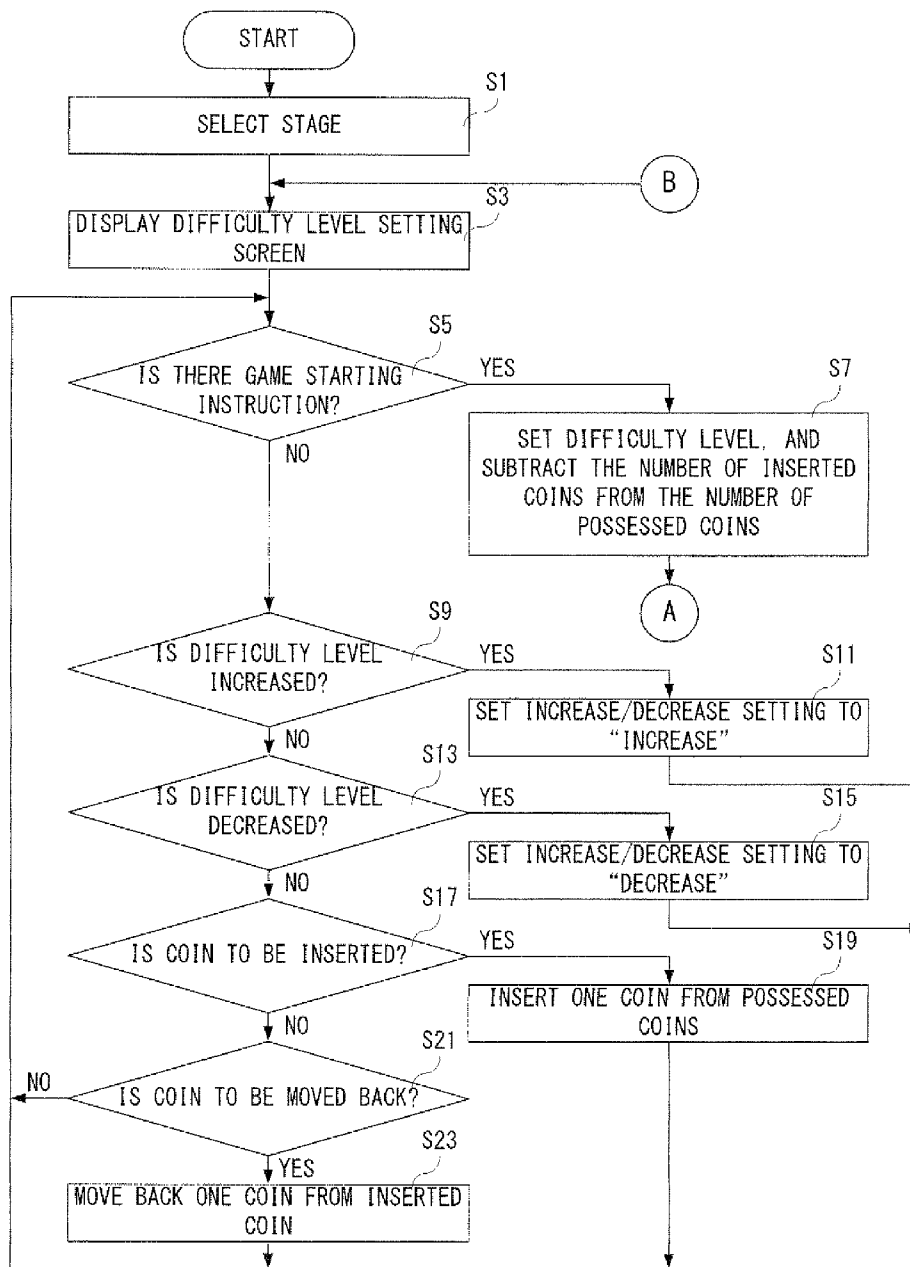 START
S1
SELECT STAGE
B
S3
DISPLAY DIFFICULTY LEVEL SETTING
SCREEN
S5
IS THERE GAME STARTING
INSTRUCTION?
YES
NO
S7
SET DIFFICULTY LEVEL, AND
SUBTRACT THE NUMBER OF INSERTED
COINS FROM THE NUMBER OF
POSSESSED COINS
A
S9
IS DIFFICULTY LEVEL
INCREASED?
YES
NO
S11
SET INCREASE/DECREASE SETTING TO
“INCREASE”
S13
IS DIFFICULTY LEVEL
DECREASED?
YES
NO
S15
SET INCREASE/DECREASE SETTING TO
“DECREASE”
S17
IS COIN TO BE INSERTED?
YES
NO
S19
INSERT ONE COIN FROM POSSESSED
COINS
S21
IS COIN TO BE MOVED BACK?
NO
YES
S23
MOVE BACK ONE COIN FROM INSERTED
COIN